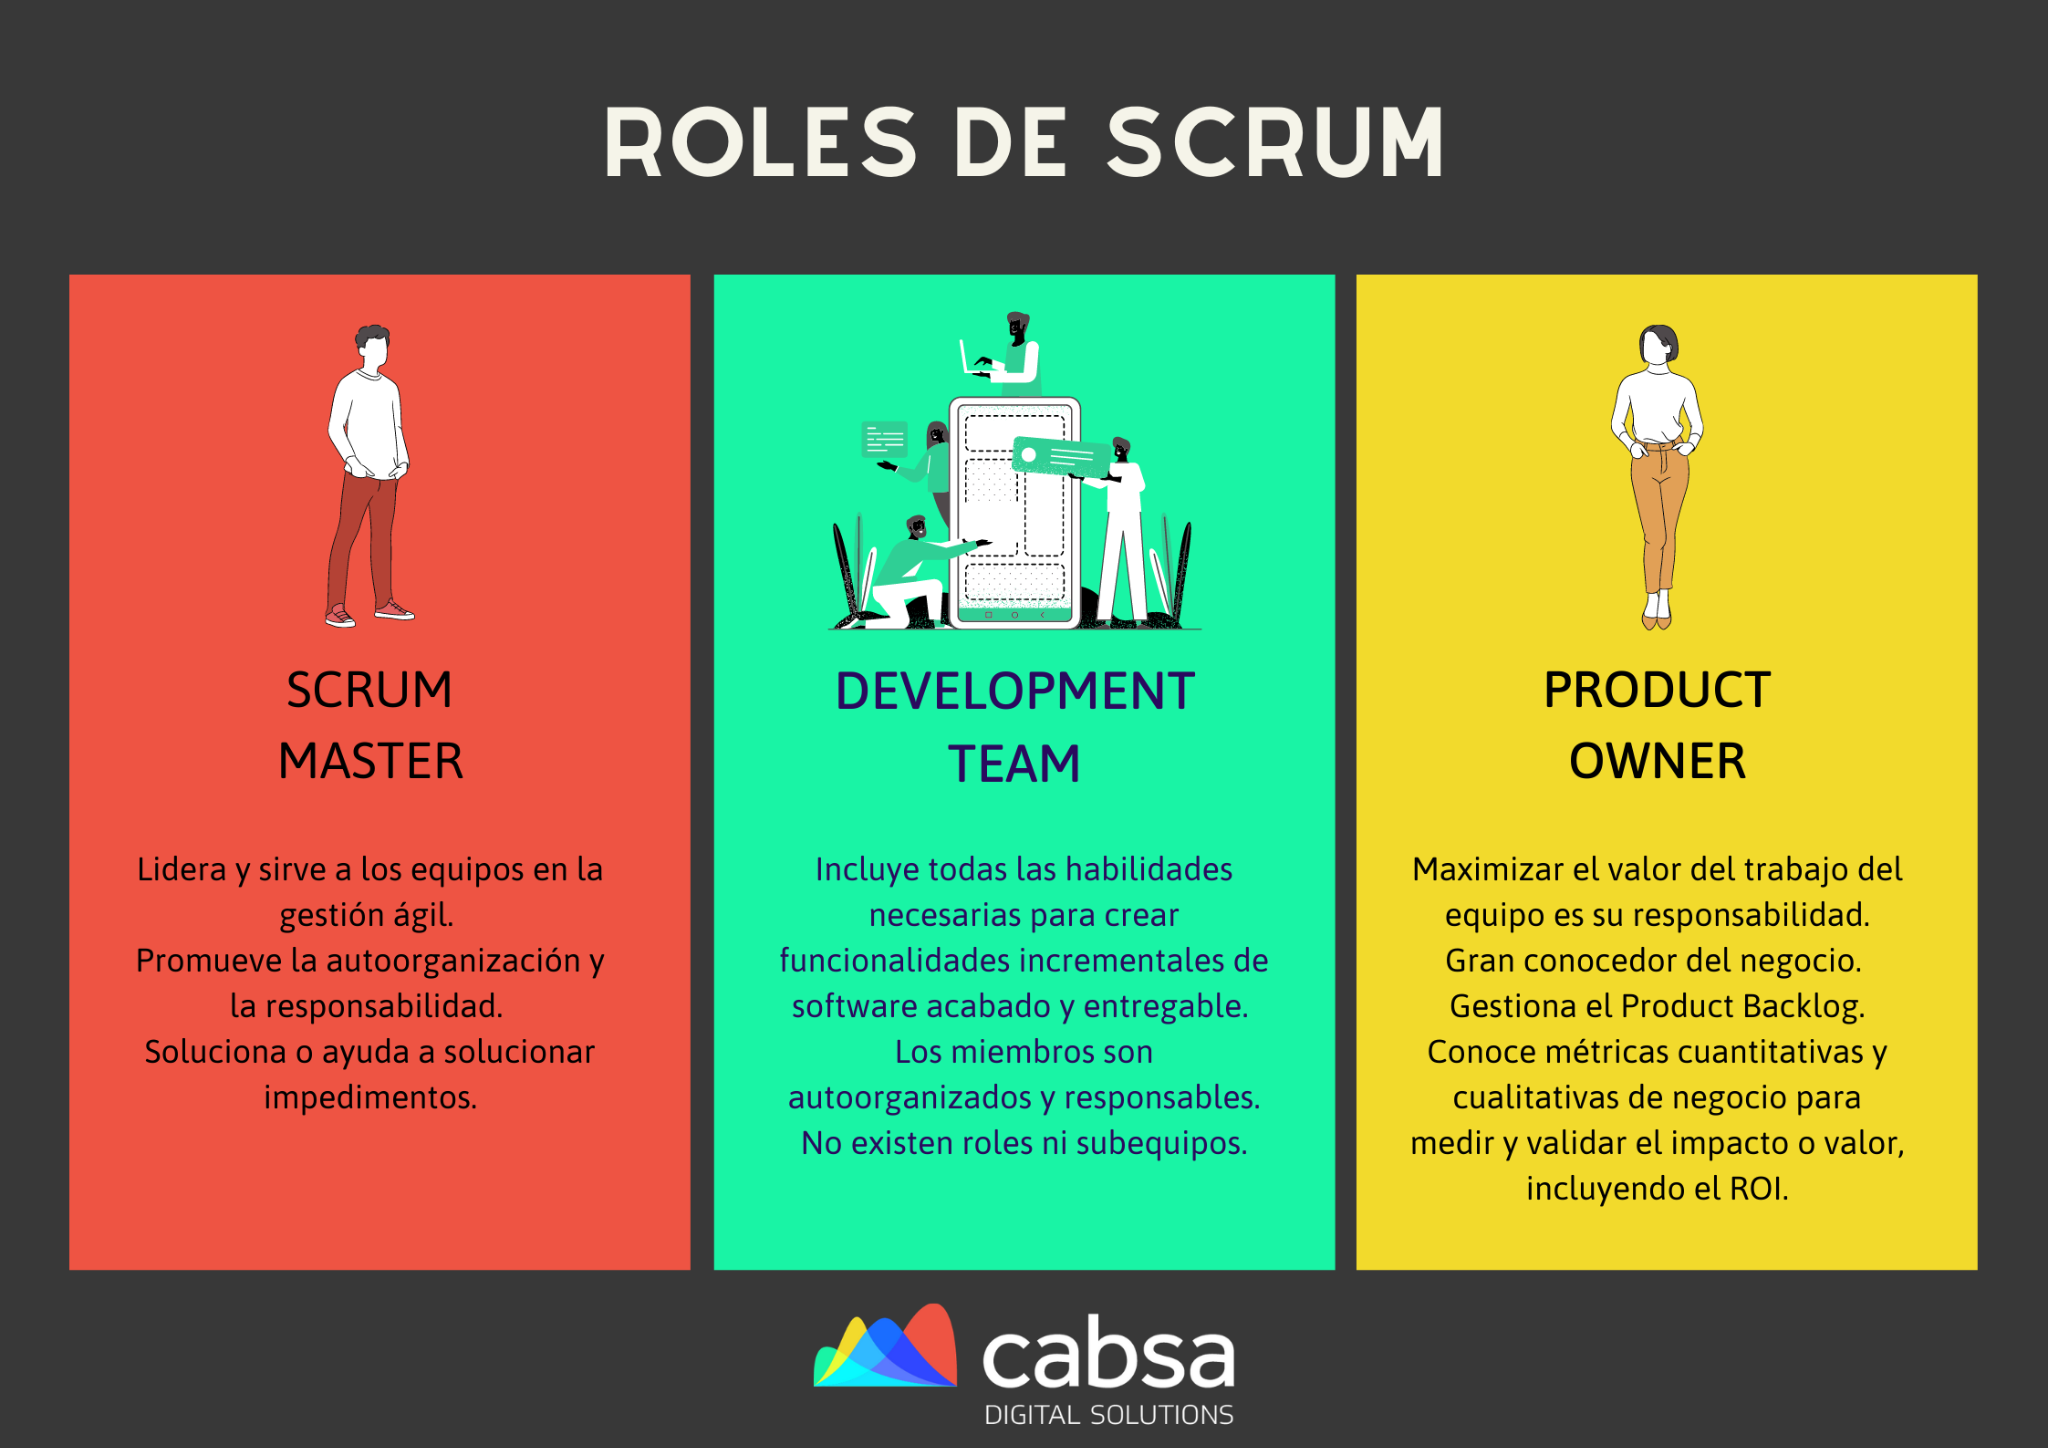 ROLES DE SCRUM
SCRUM
MASTER
Lidera y sirve a los equipos en la
gestión ágil.
Promueve la autoorganización y
la responsabilidad.
Soluciona o ayuda a solucionar
impedimentos.
DEVELOPMENT
TEAM
Incluye todas las habilidades
necesarias para crear
funcionalidades incrementales de
software acabado y entregable.
Los miembros son
autoorganizados y responsables.
No existen roles ni subequipos.
PRODUCT
OWNER
Maximizar el valor del trabajo del
equipo es su responsabilidad.
Gran conocedor del negocio.
Gestiona el Product Backlog.
Conoce métricas cuantitativas y
cualitativas de negocio para
medir y validar el impacto o valor,
incluyendo el ROI.
cabsa
DIGITAL SOLUTIONS